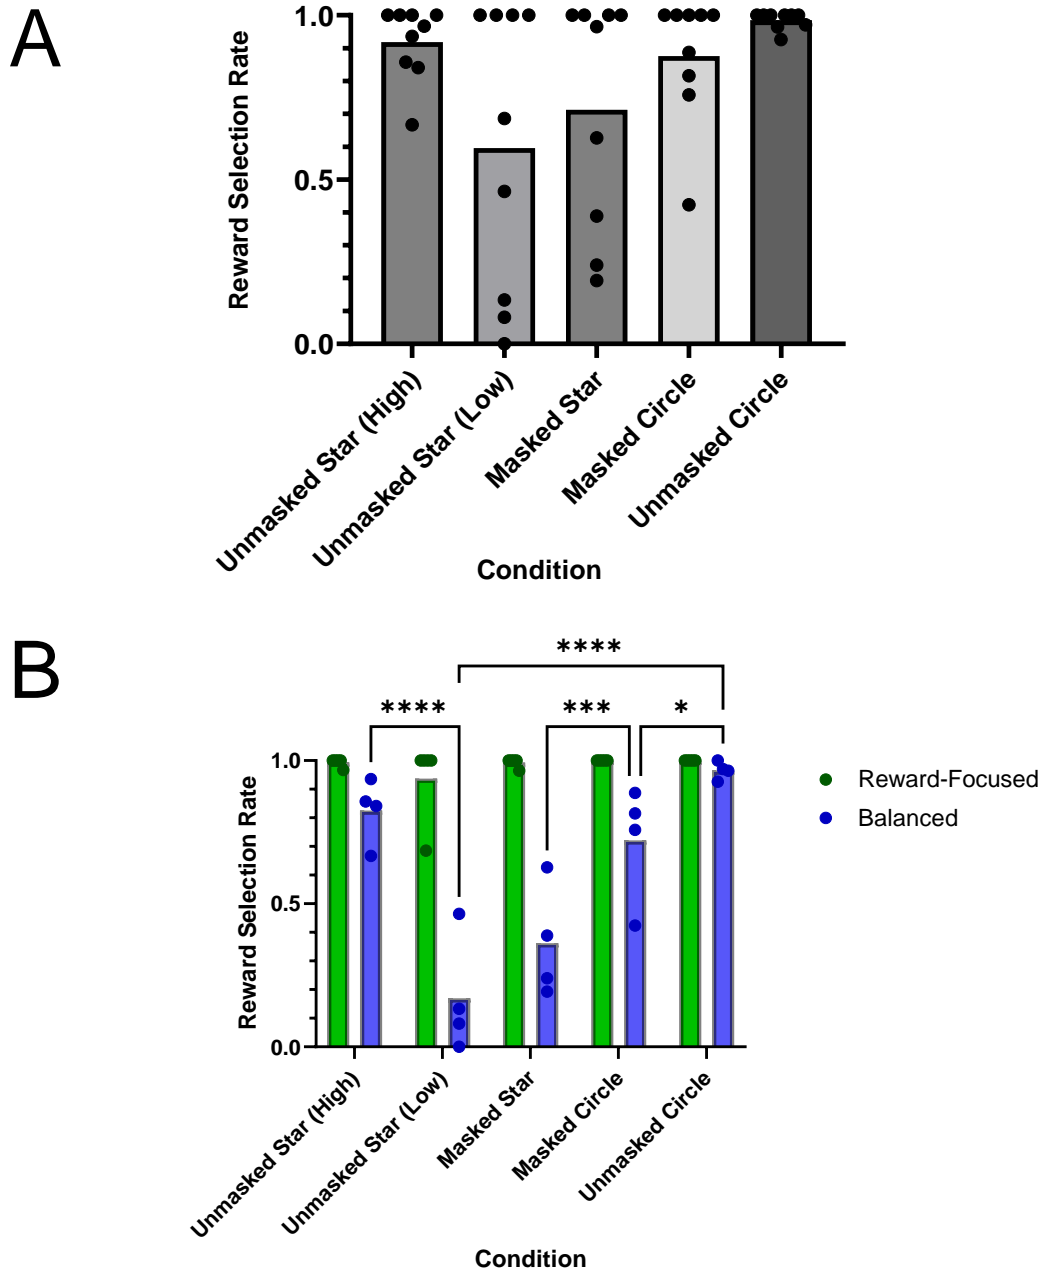 A
Reward Selection Rate
1.0
0.5
0.0
Unmasked Star (High)
Unmasked Star (Low)
Masked Star
Masked Circle
Unmasked Circle
Condition
B
****
**** *** *
Reward Selection Rate
1.0
0.5
0.0
Reward-Focused
Balanced
Unmasked Star (High)
Unmasked Star (Low)
Masked Star
Masked Circle
Unmasked Circle
Condition